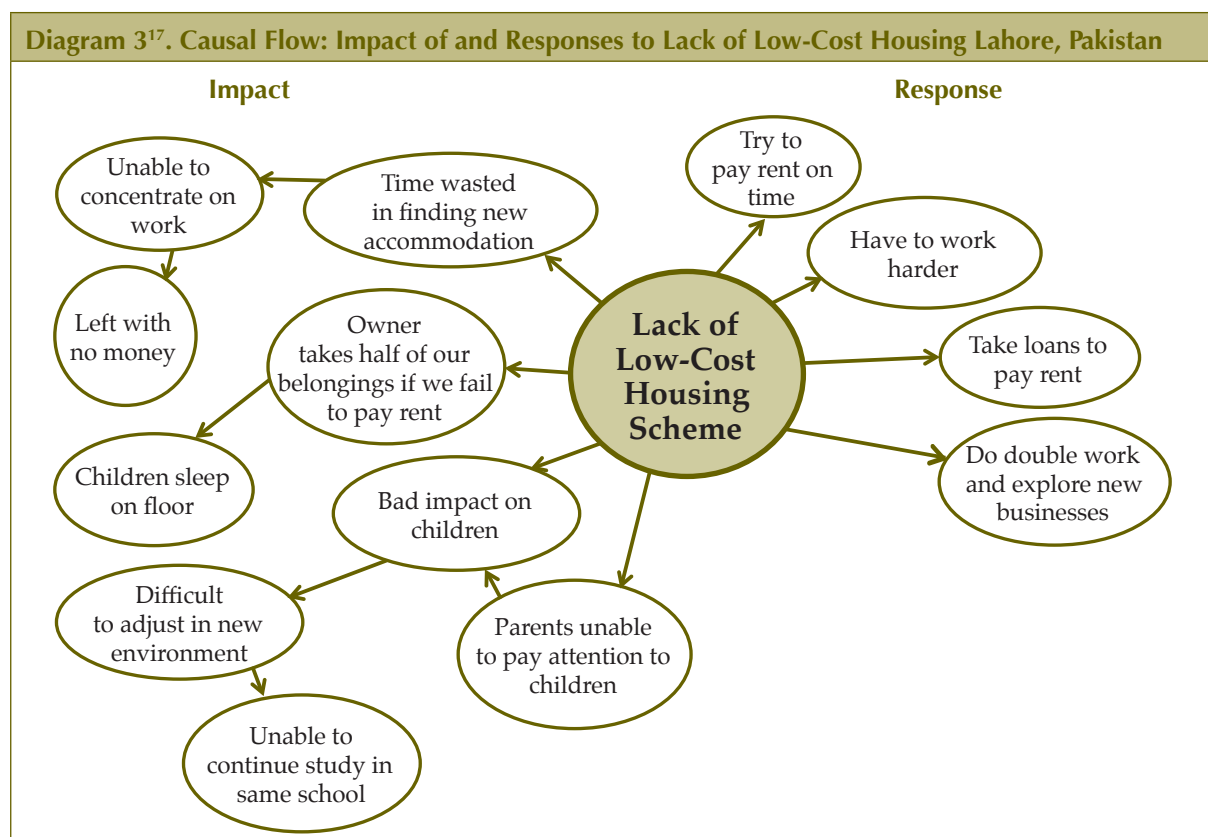 Diagram 3¹⁷. Causal Flow: Impact of and Responses to Lack of Low-Cost Housing Lahore, Pakistan
Impact
Response
Unable to
concentrate on
work
Time wasted
in finding new
accommodation
Left with
no money
Owner
takes half of our
belongings if we fail
to pay rent
Children sleep
on floor
Bad impact on
children
Difficult
to adjust in new
environment
Parents unable
to pay attention to
children
Unable to
continue study in
same school
Lack of
Low-Cost
Housing
Scheme
Try to
pay rent on
time
Have to work
harder
Take loans to
pay rent
Do double work
and explore new
businesses